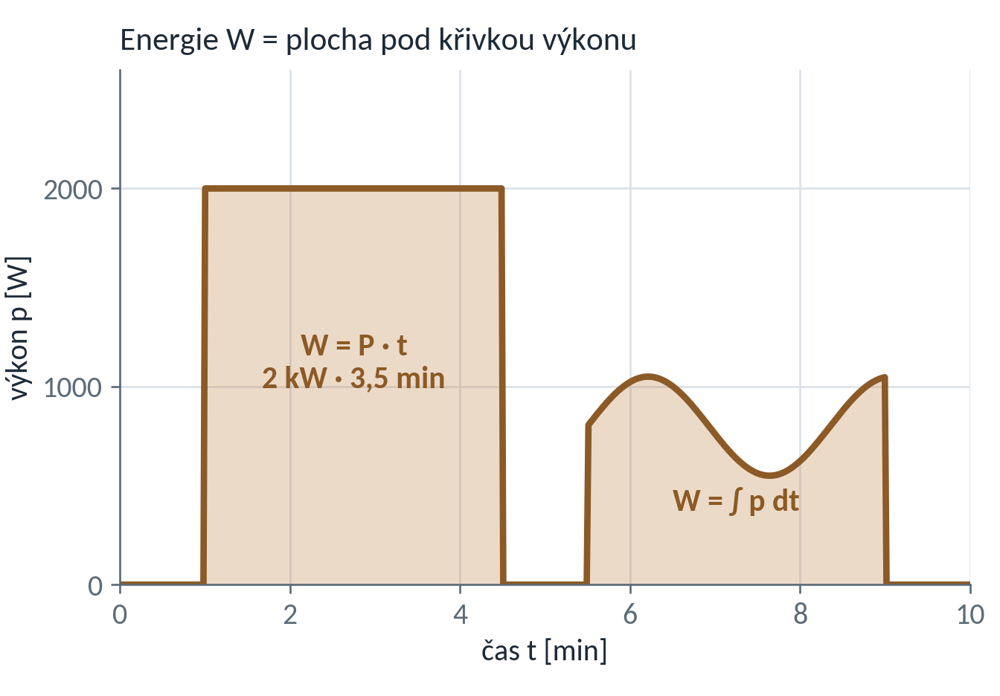 Energie W = plocha pod křivkou výkonu
výkon p [W]
2000
1000
0
W = P · t
2 kW · 3,5 min
W = ∫ p dt
0 2 4 6 8 10
čas t [min]